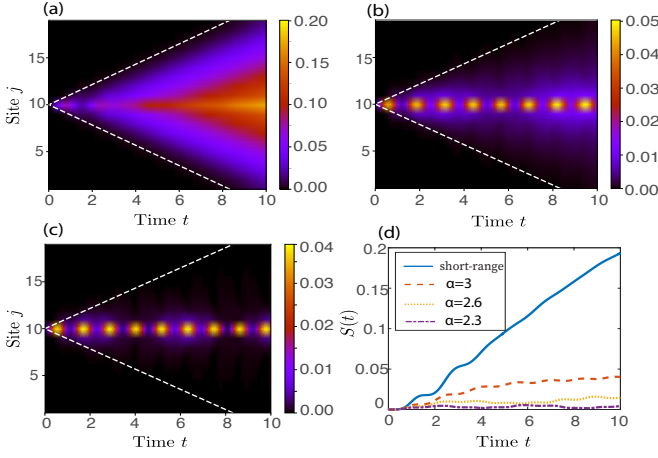 (a)
0.20
0.15
0.10
0.05
0.00
Site j
15
10
5
0 2 4 6 8 10
Time t
(b)
0.05
0.04
0.03
0.02
0.01
0.00
15
10
5
0 2 4 6 8 10
Time t
(c)
0.04
0.03
0.02
0.01
0.00
Site j
15
10
5
0 2 4 6 8 10
Time t
(d)
0.2
0.15
0.1
0.05
0
S(t)
short-range
α=3
α=2.6
α=2.3
0 2 4 6 8 10
Time t